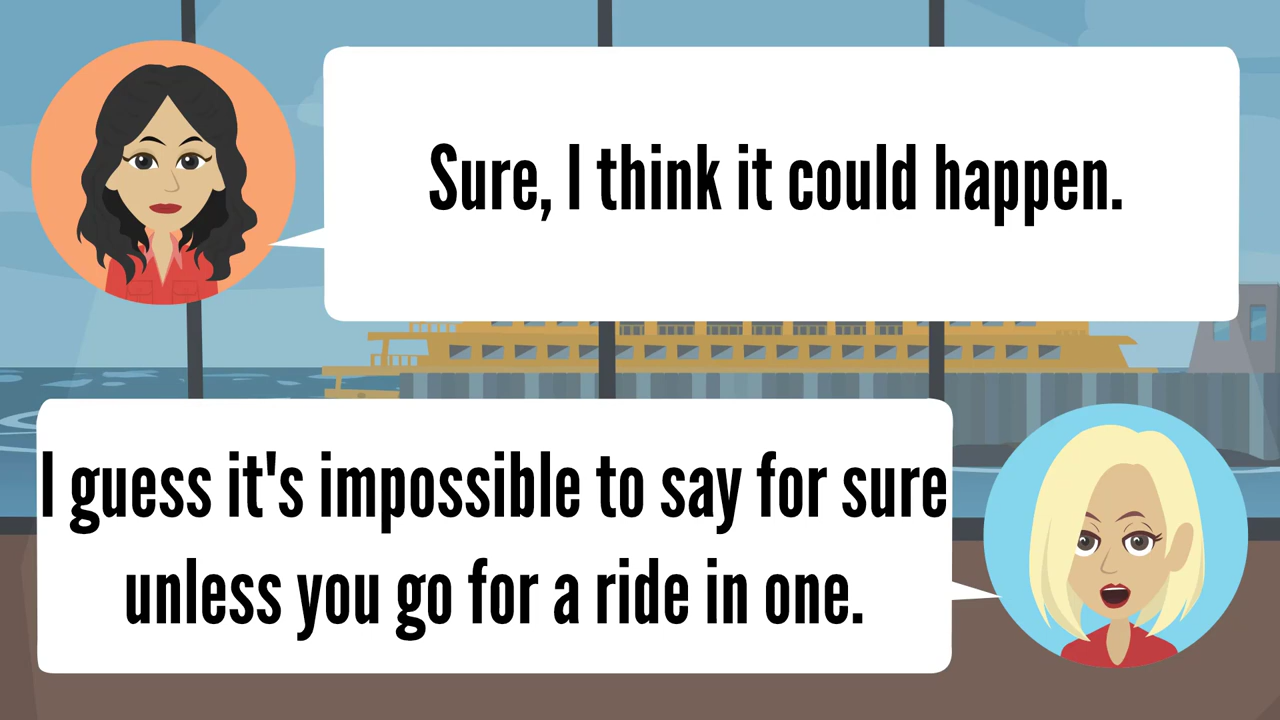 Sure, I think it could happen.
I guess it's impossible to say for sure
unless you go for a ride in one.